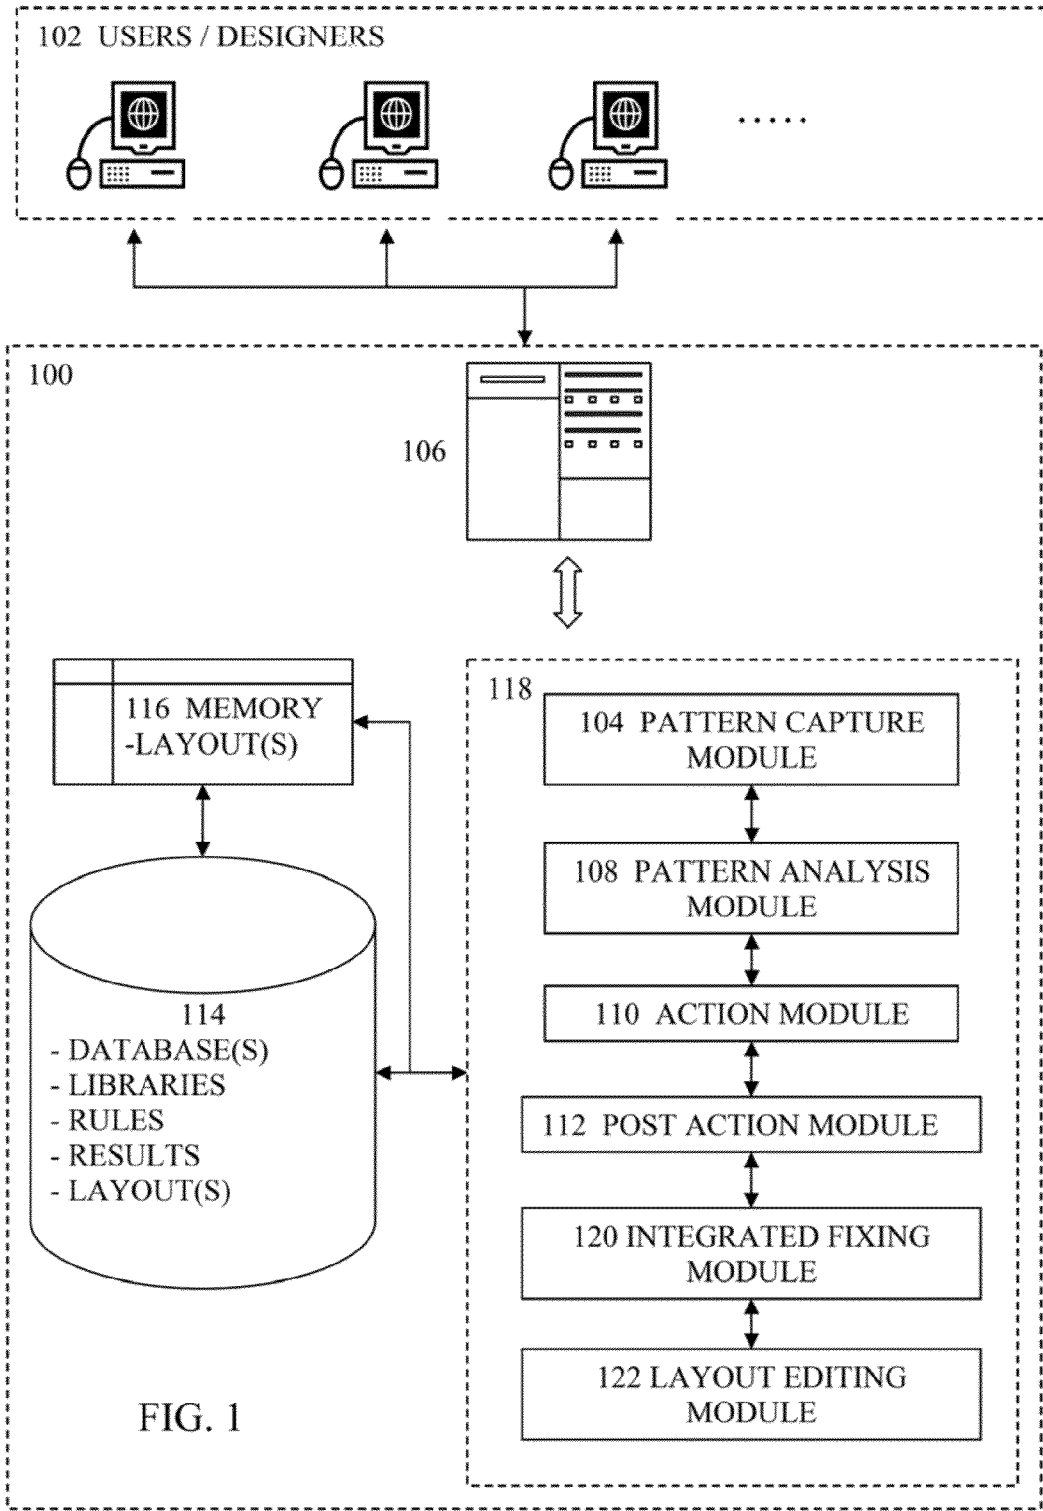 102 USERS / DESIGNERS
.....
100
106
116 MEMORY
-LAYOUT(S)
118
104 PATTERN CAPTURE
MODULE
108 PATTERN ANALYSIS
MODULE
110 ACTION MODULE
112 POST ACTION MODULE
120 INTEGRATED FIXING
MODULE
122 LAYOUT EDITING
MODULE
114
- DATABASE(S)
- LIBRARIES
- RULES
- RESULTS
- LAYOUT(S)
FIG. 1